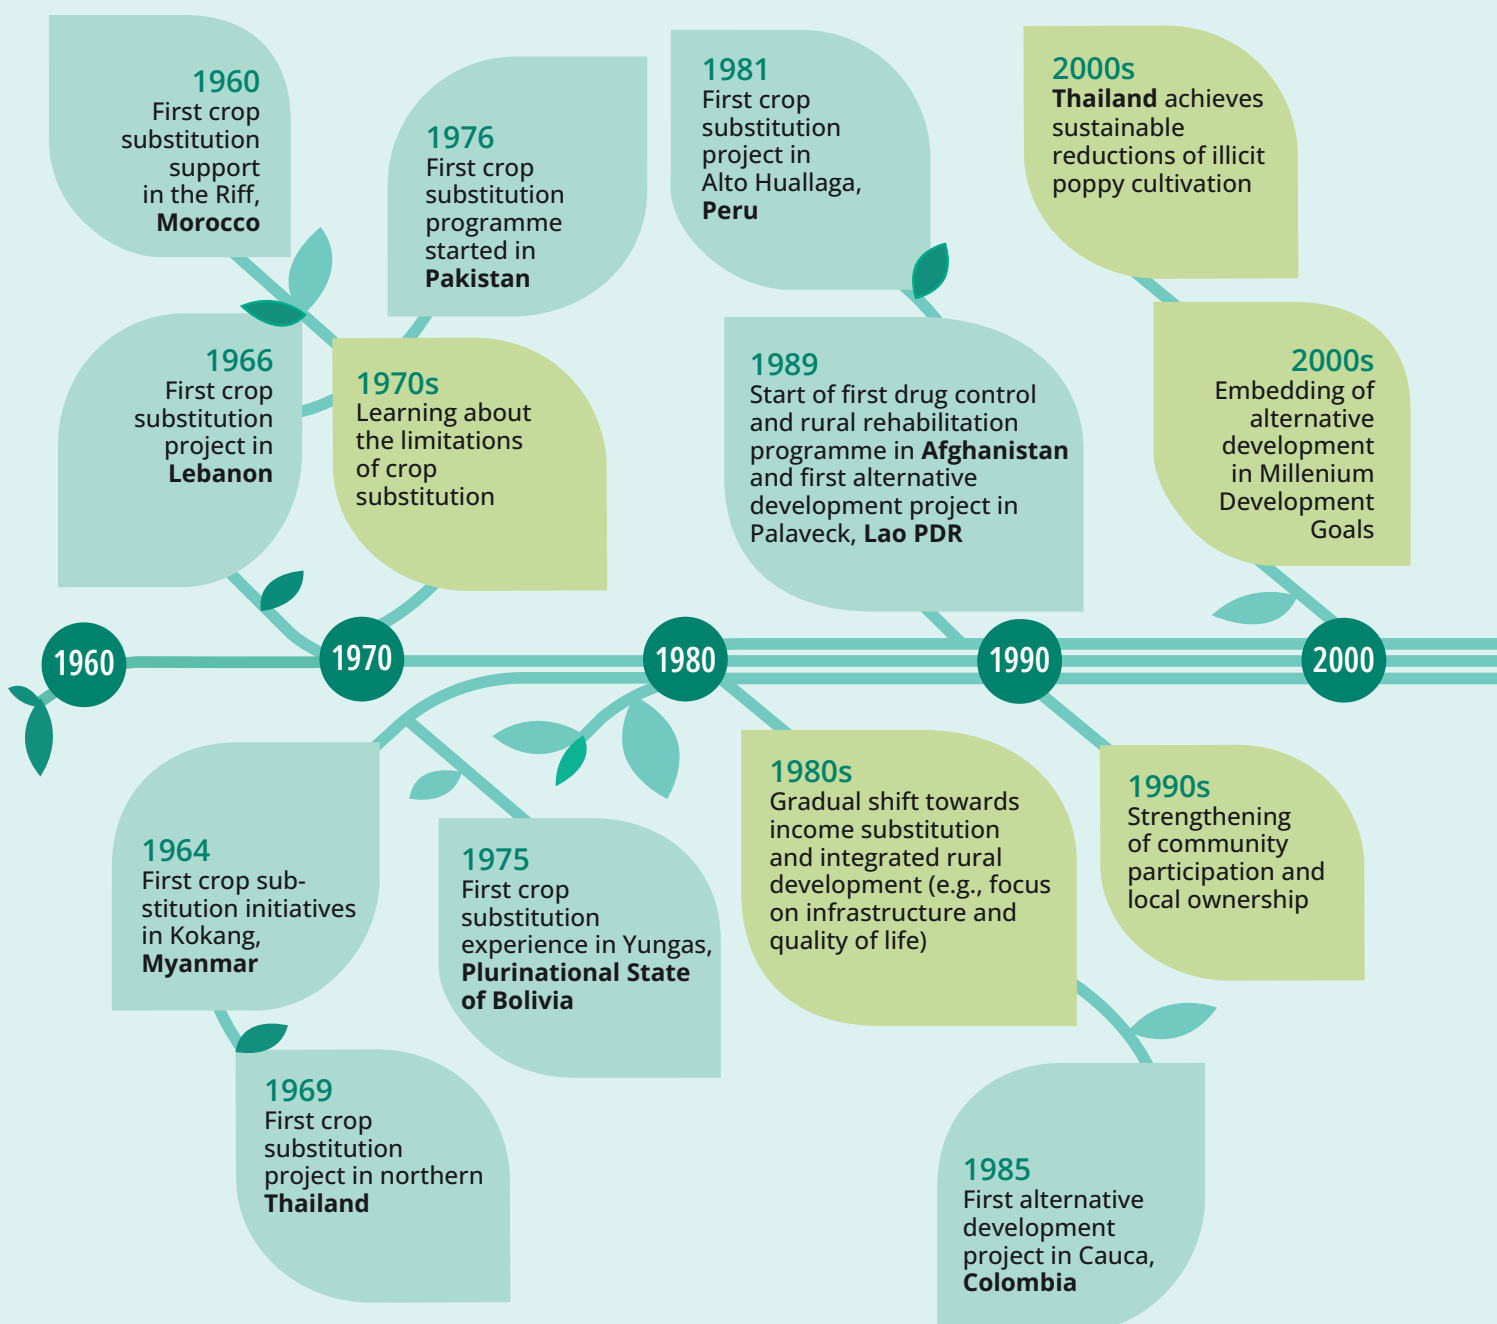 1960
First crop
substitution
support
in the Riff,
Morocco
1976
First crop
substitution
programme
started in
Pakistan
1981
First crop
substitution
project in
Alto Huallaga,
Peru
2000s
Thailand achieves
sustainable
reductions of illicit
poppy cultivation
1966
First crop
substitution
project in
Lebanon
1970s
Learning about
the limitations
of crop
substitution
1989
Start of first drug control
and rural rehabilitation
programme in Afghanistan
and first alternative
development project in
Palaveck, Lao PDR
2000s
Embedding of
alternative
development
in Millenium
Development
Goals
1960
1970
1980
1990
2000
1964
First crop sub-
stitution initiatives
in Kokang,
Myanmar
1975
First crop
substitution
experience in Yungas,
Plurinational State
of Bolivia
1980s
Gradual shift towards
income substitution
and integrated rural
development (e.g., focus
on infrastructure and
quality of life)
1990s
Strengthening
of community
participation and
local ownership
1969
First crop
substitution
project in northern
Thailand
1985
First alternative
development
project in Cauca,
Colombia